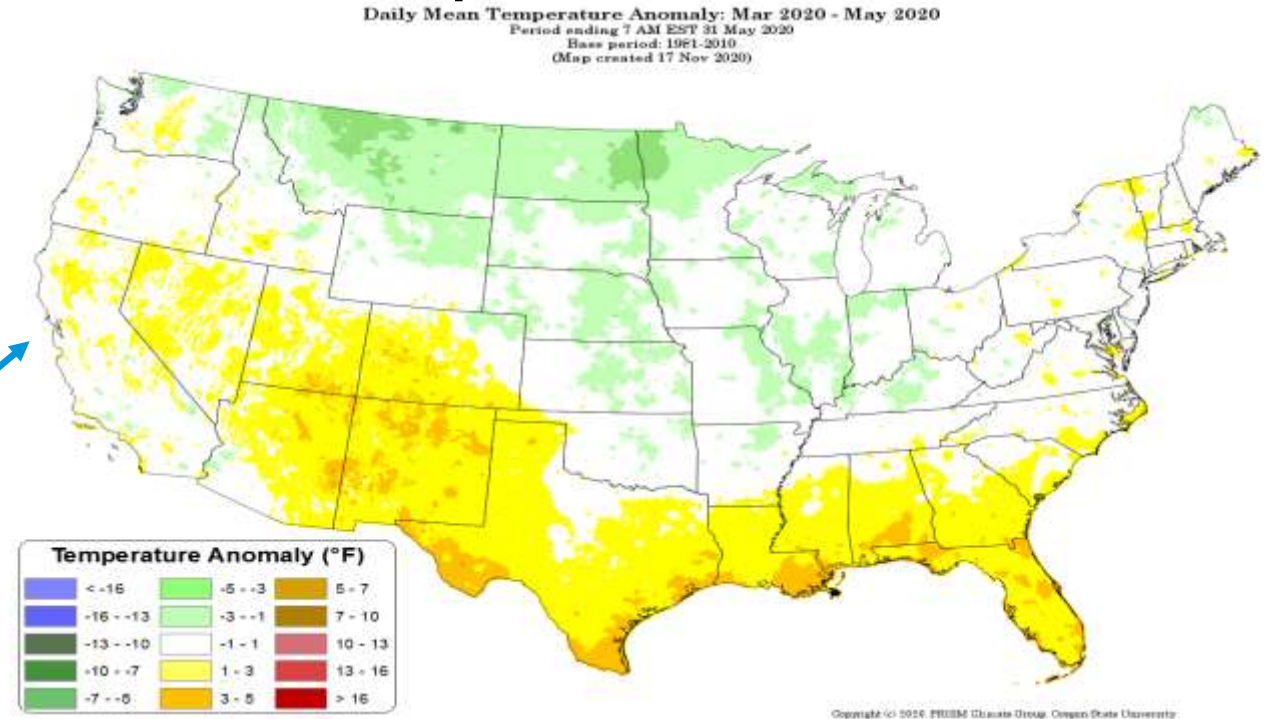 Daily Mean Temperature Anomaly: Mar 2020 - May 2020
Period ending 7 AM EST 31 May 2020
Base period: 1981-2010
(Map created 17 Nov 2020)
Temperature Anomaly (°F)
< -16
-16 - -13
-13 - -10
-10 - -7
-7 - -5
-5 - -3
-3 - -1
-1 - 1
1 - 3
3 - 5
5 - 7
7 - 10
10 - 13
13 - 16
> 16
Copyright (c) 2020, PRISM Climate Group, Oregon State University